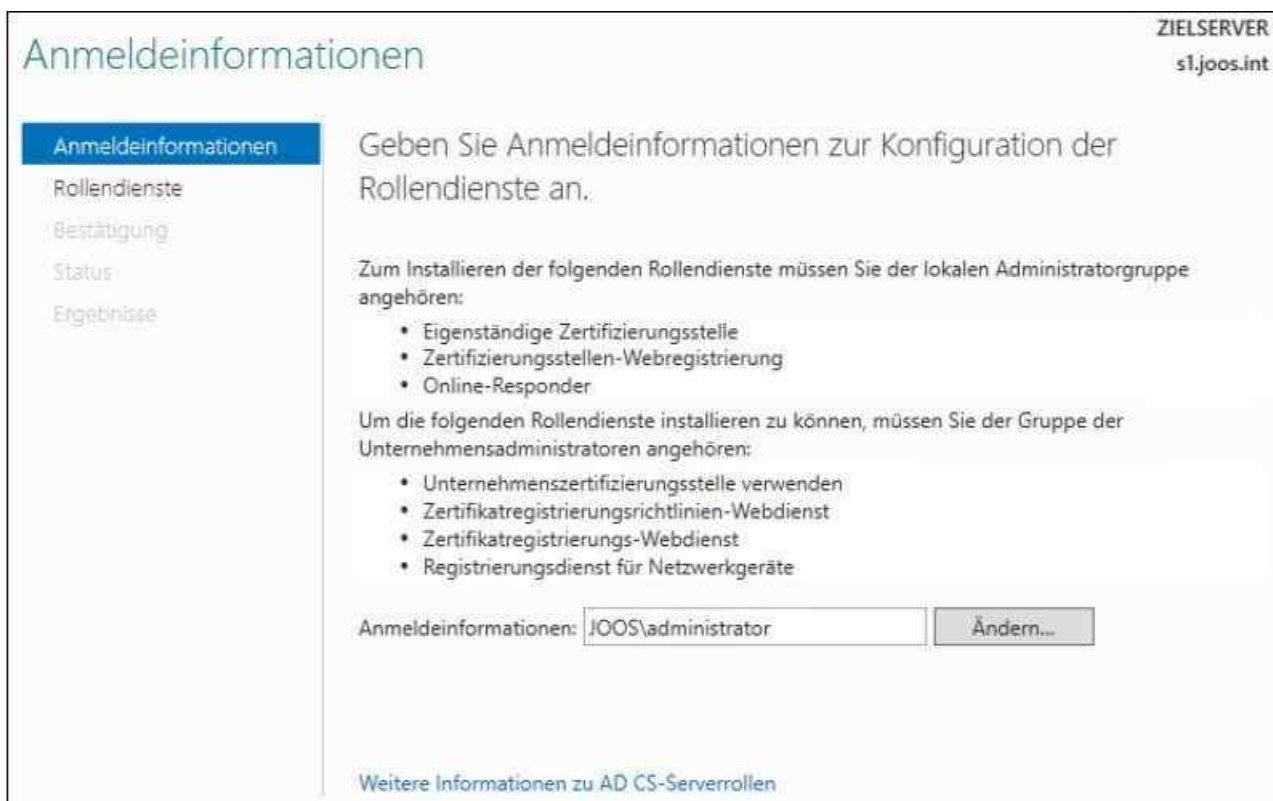 Anmeldeinformationen
ZIELSERVER
s1.joos.int
Anmeldeinformationen
Rollendienste
Bestätigung
Status
Ergebnisse
Geben Sie Anmeldeinformationen zur Konfiguration der
Rollendienste an.
Zum Installieren der folgenden Rollendienste müssen Sie der lokalen Administratorgruppe
angehören:
• Eigenständige Zertifizierungsstelle
• Zertifizierungsstellen-Webregistrierung
• Online-Responder
Um die folgenden Rollendienste installieren zu können, müssen Sie der Gruppe der
Unternehmensadministratoren angehören:
• Unternehmenszertifizierungsstelle verwenden
• Zertifikatregistrierungsrichtlinien-Webdienst
• Zertifikatregistrierungs-Webdienst
• Registrierungsdienst für Netzwerkgeräte
Anmeldeinformationen: JOOS\administrator Ändern...
Weitere Informationen zu AD CS-Serverrollen